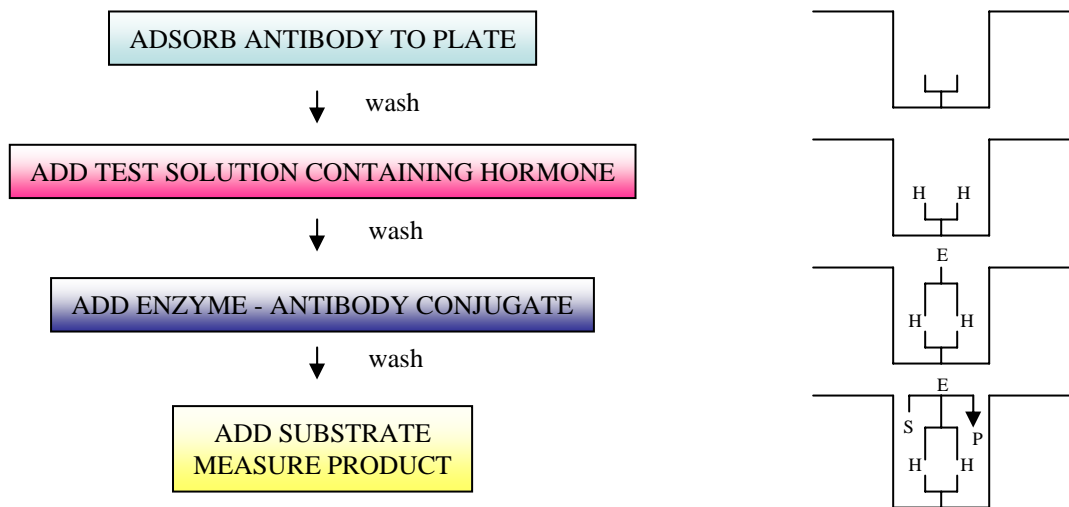 ADSORB ANTIBODY TO PLATE
wash
ADD TEST SOLUTION CONTAINING HORMONE
H H
wash
E
ADD ENZYME - ANTIBODY CONJUGATE
H H
wash
E
ADD SUBSTRATE
MEASURE PRODUCT
S P
H H